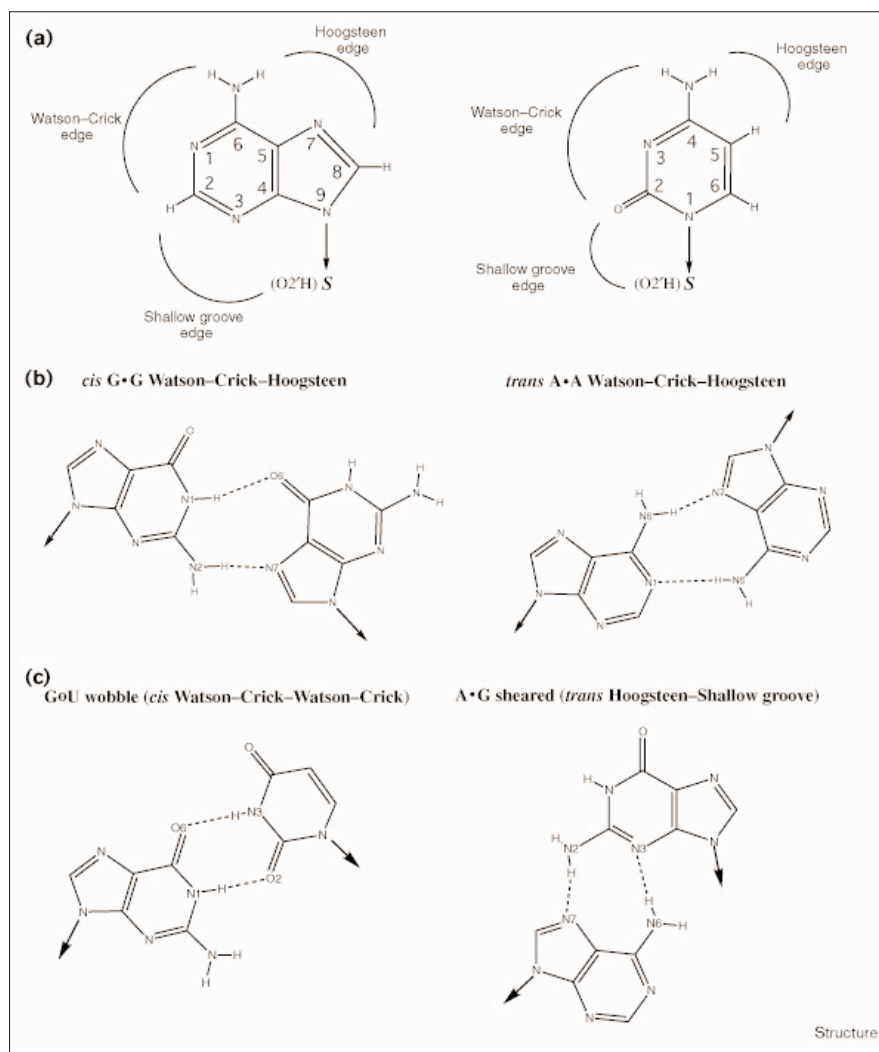 (a)
Hoogsteen
edge
Watson–Crick
edge
H H
N
N
N
1
6
5
7
2
3
4
8
9
H
H
N
N
(O2′H) S
Shallow groove
edge
Hoogsteen
edge
Watson–Crick
edge
H H
N
H
N
3
4
5
2
1
6
O
N
H
Shallow groove
edge
(O2′H) S
(b)
cis G•G Watson–Crick–Hoogsteen
O
N
N1 H
N
N
N2 H
H
O6
H
N
H
N
H
N7
N
N
trans A•A Watson–Crick–Hoogsteen
H
N6 H
N
N1
N
N
N
N7
N
N
H N6
H
(c)
GoU wobble (cis Watson–Crick–Watson–Crick)
O
H N3
N
O2
O6
N
N1 H
N
N
N H
H
A•G sheared (trans Hoogsteen–Shallow groove)
O
H
N
N
H
N2
H
N3
N
H
N7
N6
H
N
N
N
Structure